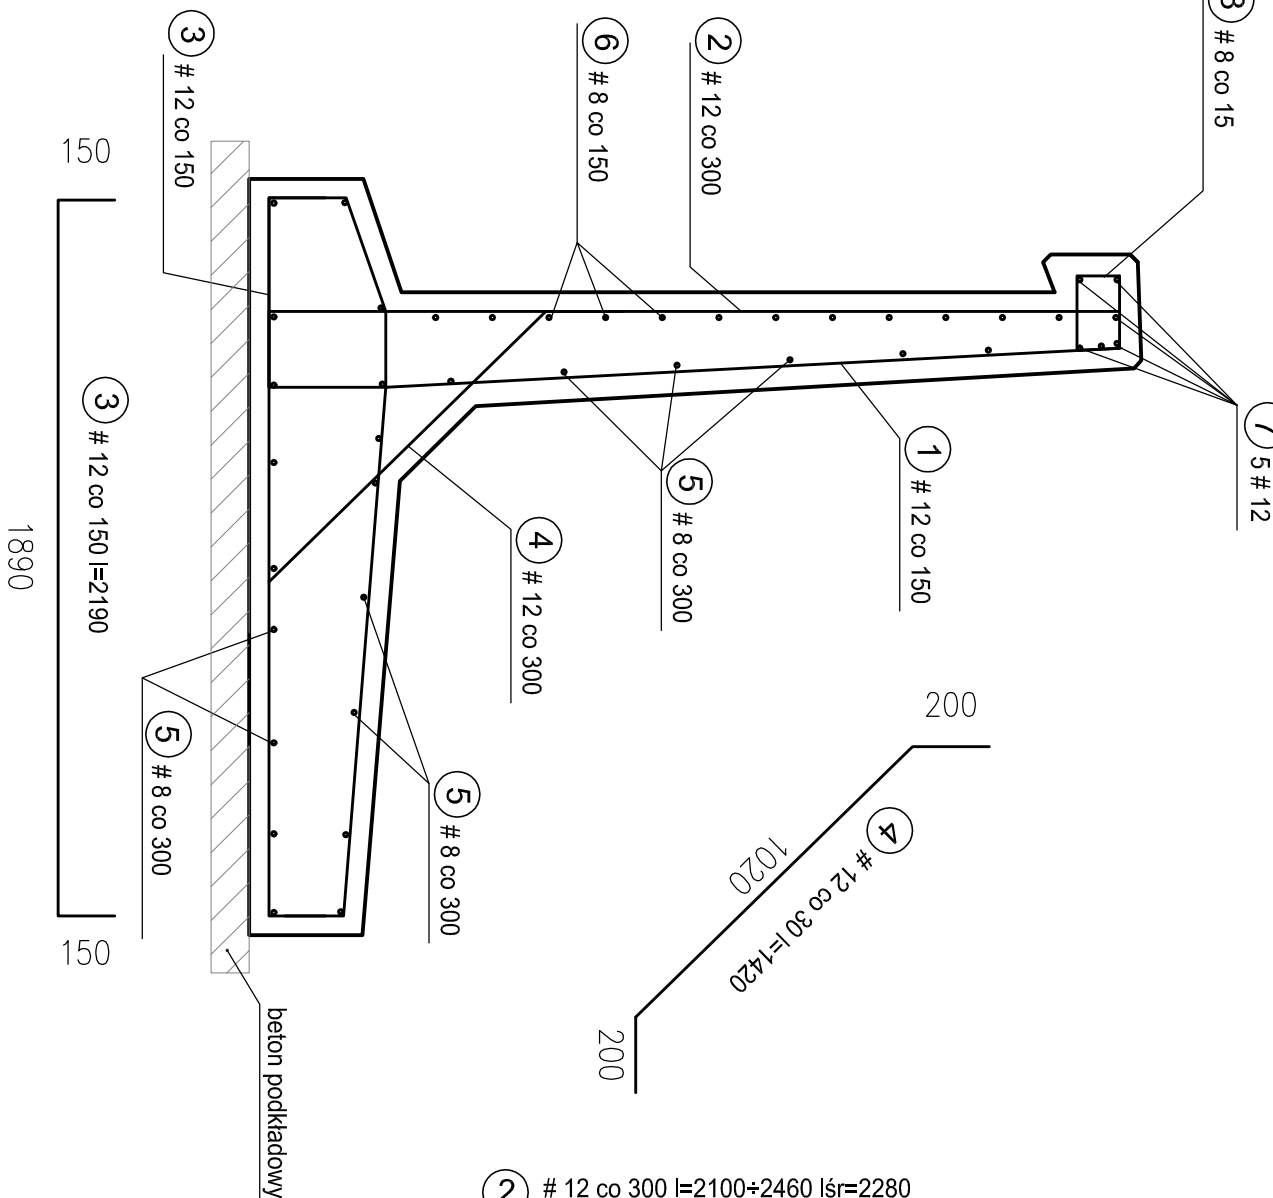 8 # 8 co 15
2 # 12 co 300
6 # 8 co 150
3 # 12 co 150
7 5 # 12
1 # 12 co 150
5 # 8 co 300
4 # 12 co 300
5 # 8 co 300
5 # 8 co 300
150
3 # 12 co 150 l=2190
1890
150
200
4 # 12 co 30 l=1420
1020
200
beton podkładowy
2 # 12 co 300 l=2100÷2460 lśr=2280